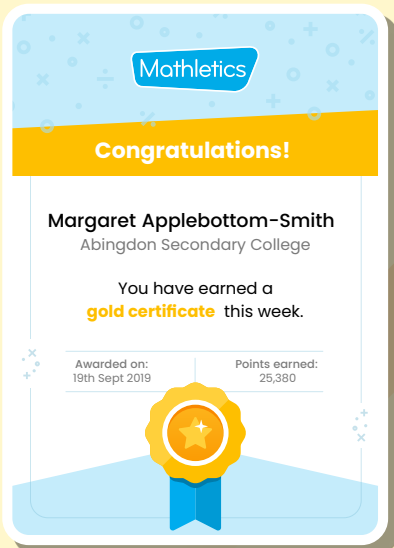 Mathletics
Congratulations!
Margaret Applebottom-Smith
Abingdon Secondary College
You have earned a
gold certificate this week.
Awarded on: Points earned:
19th Sept 2019 25,380